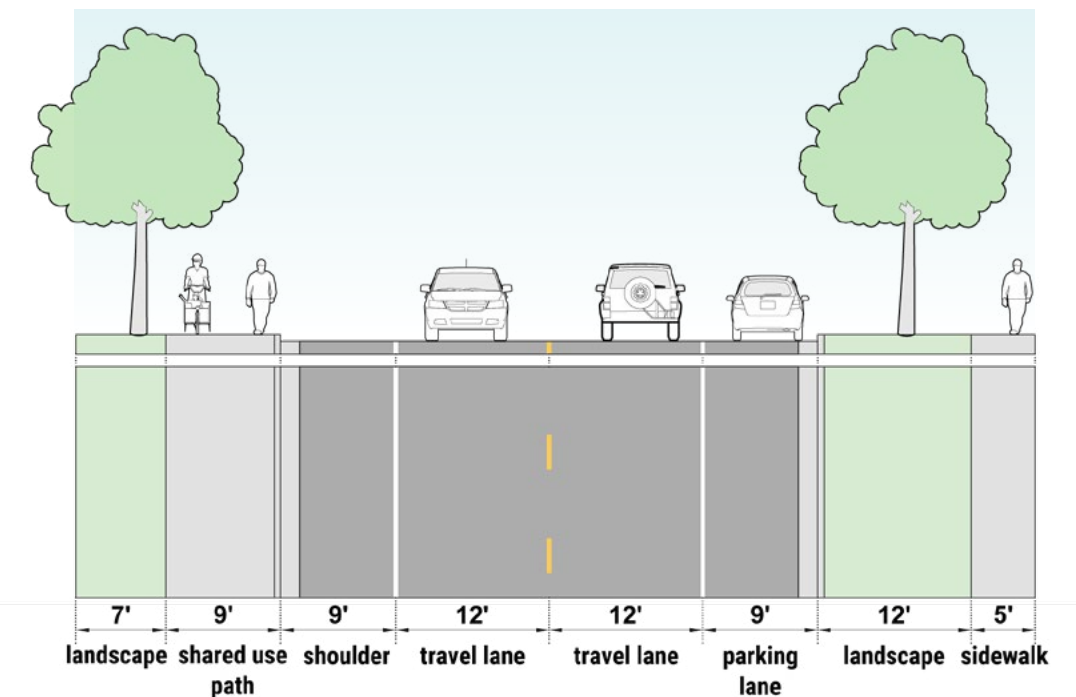 7' 9' 9' 12' 12' 9' 12' 5'
landscape shared use shoulder travel lane travel lane parking landscape sidewalk
path lane